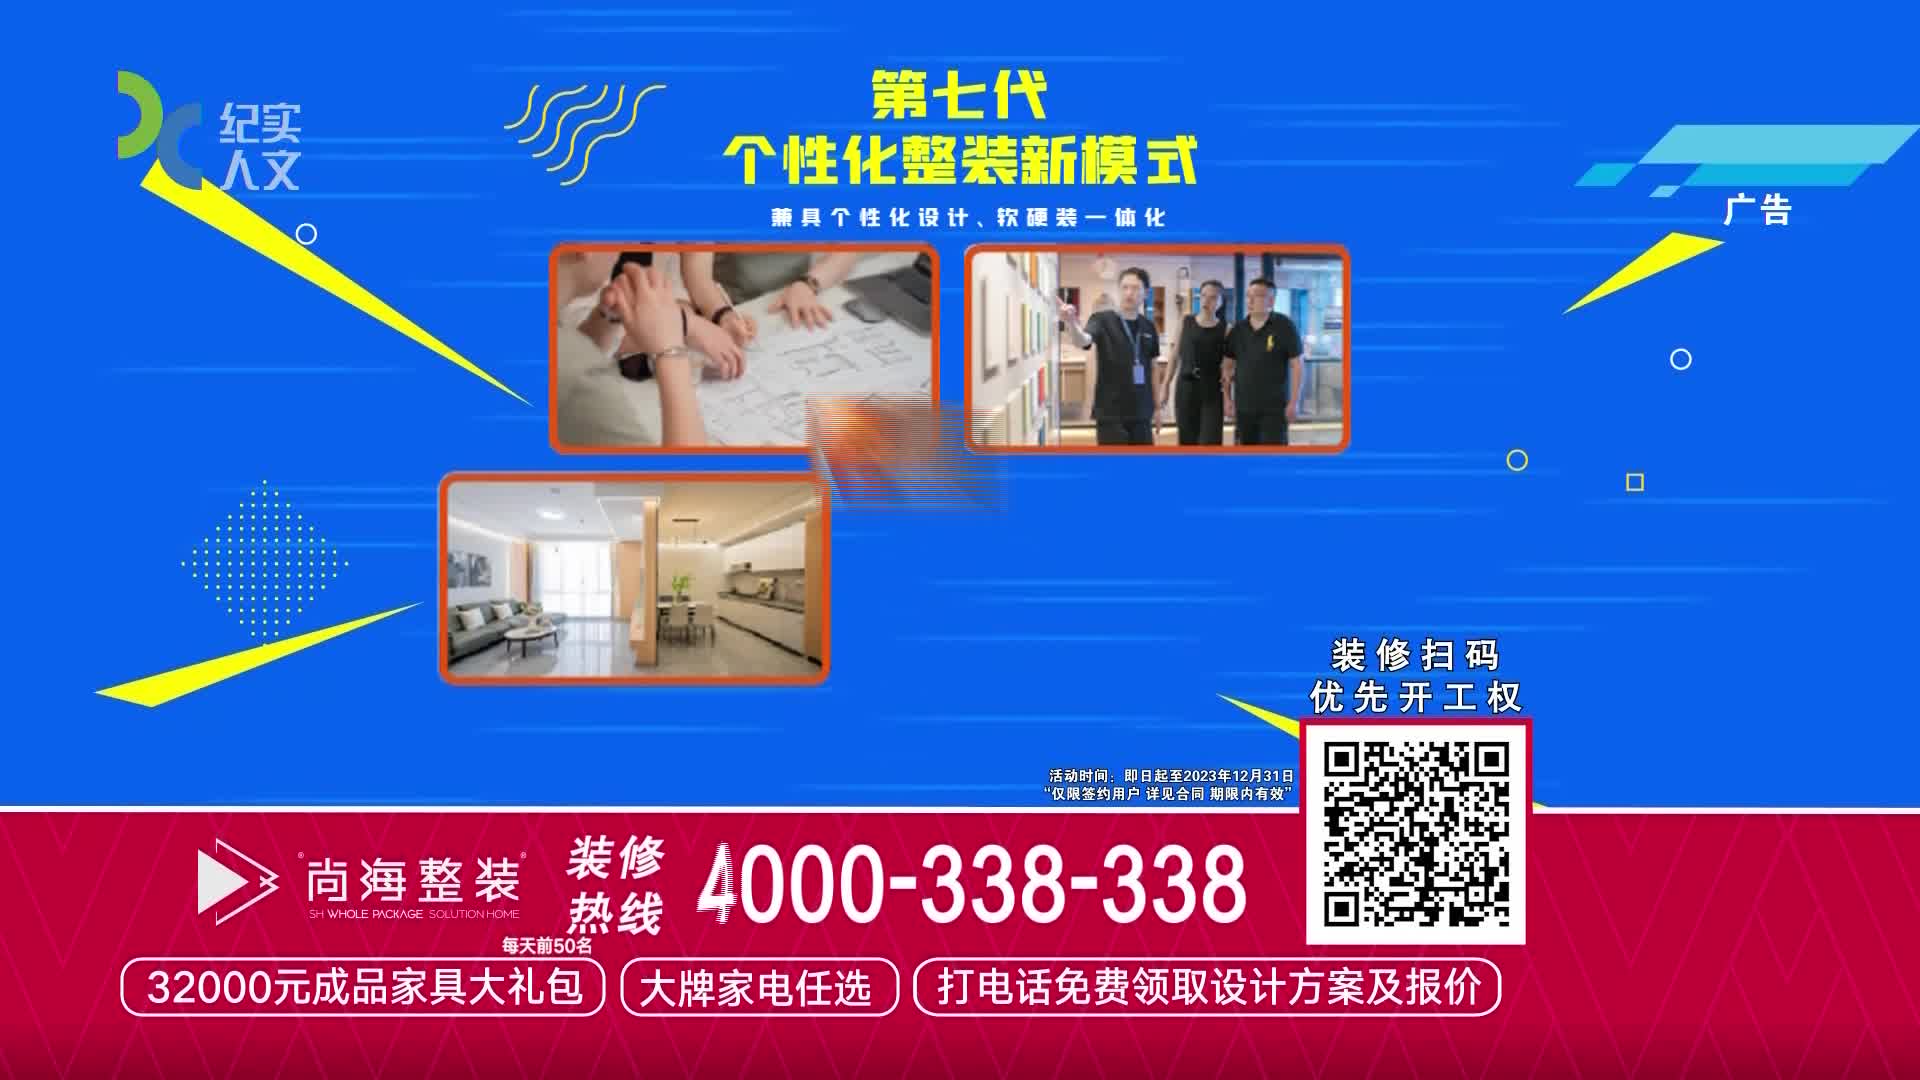 纪实
人文
第七代
个性化整装新模式
兼具个性化设计、软硬装一体化
广告
装修扫码
优先开工权
活动时间：即日起至2023年12月31日
“仅限签约用户 详见合同 期限内有效”
尚海整装
SH WHOLE PACKAGE SOLUTION HOME
装修
热线
4000-338-338
每天前50名
32000元成品家具大礼包
大牌家电任选
打电话免费领取设计方案及报价